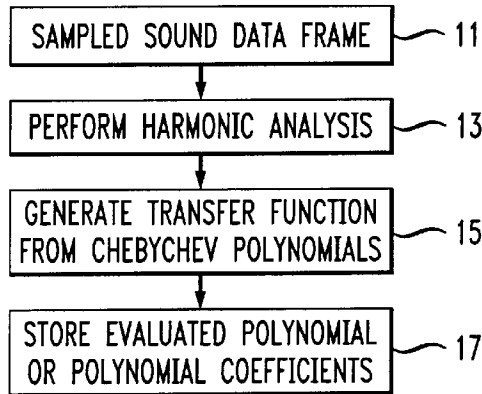 SAMPLED SOUND DATA FRAME 11
PERFORM HARMONIC ANALYSIS 13
GENERATE TRANSFER FUNCTION
FROM CHEBYCHEV POLYNOMIALS 15
STORE EVALUATED POLYNOMIAL
OR POLYNOMIAL COEFFICIENTS 17